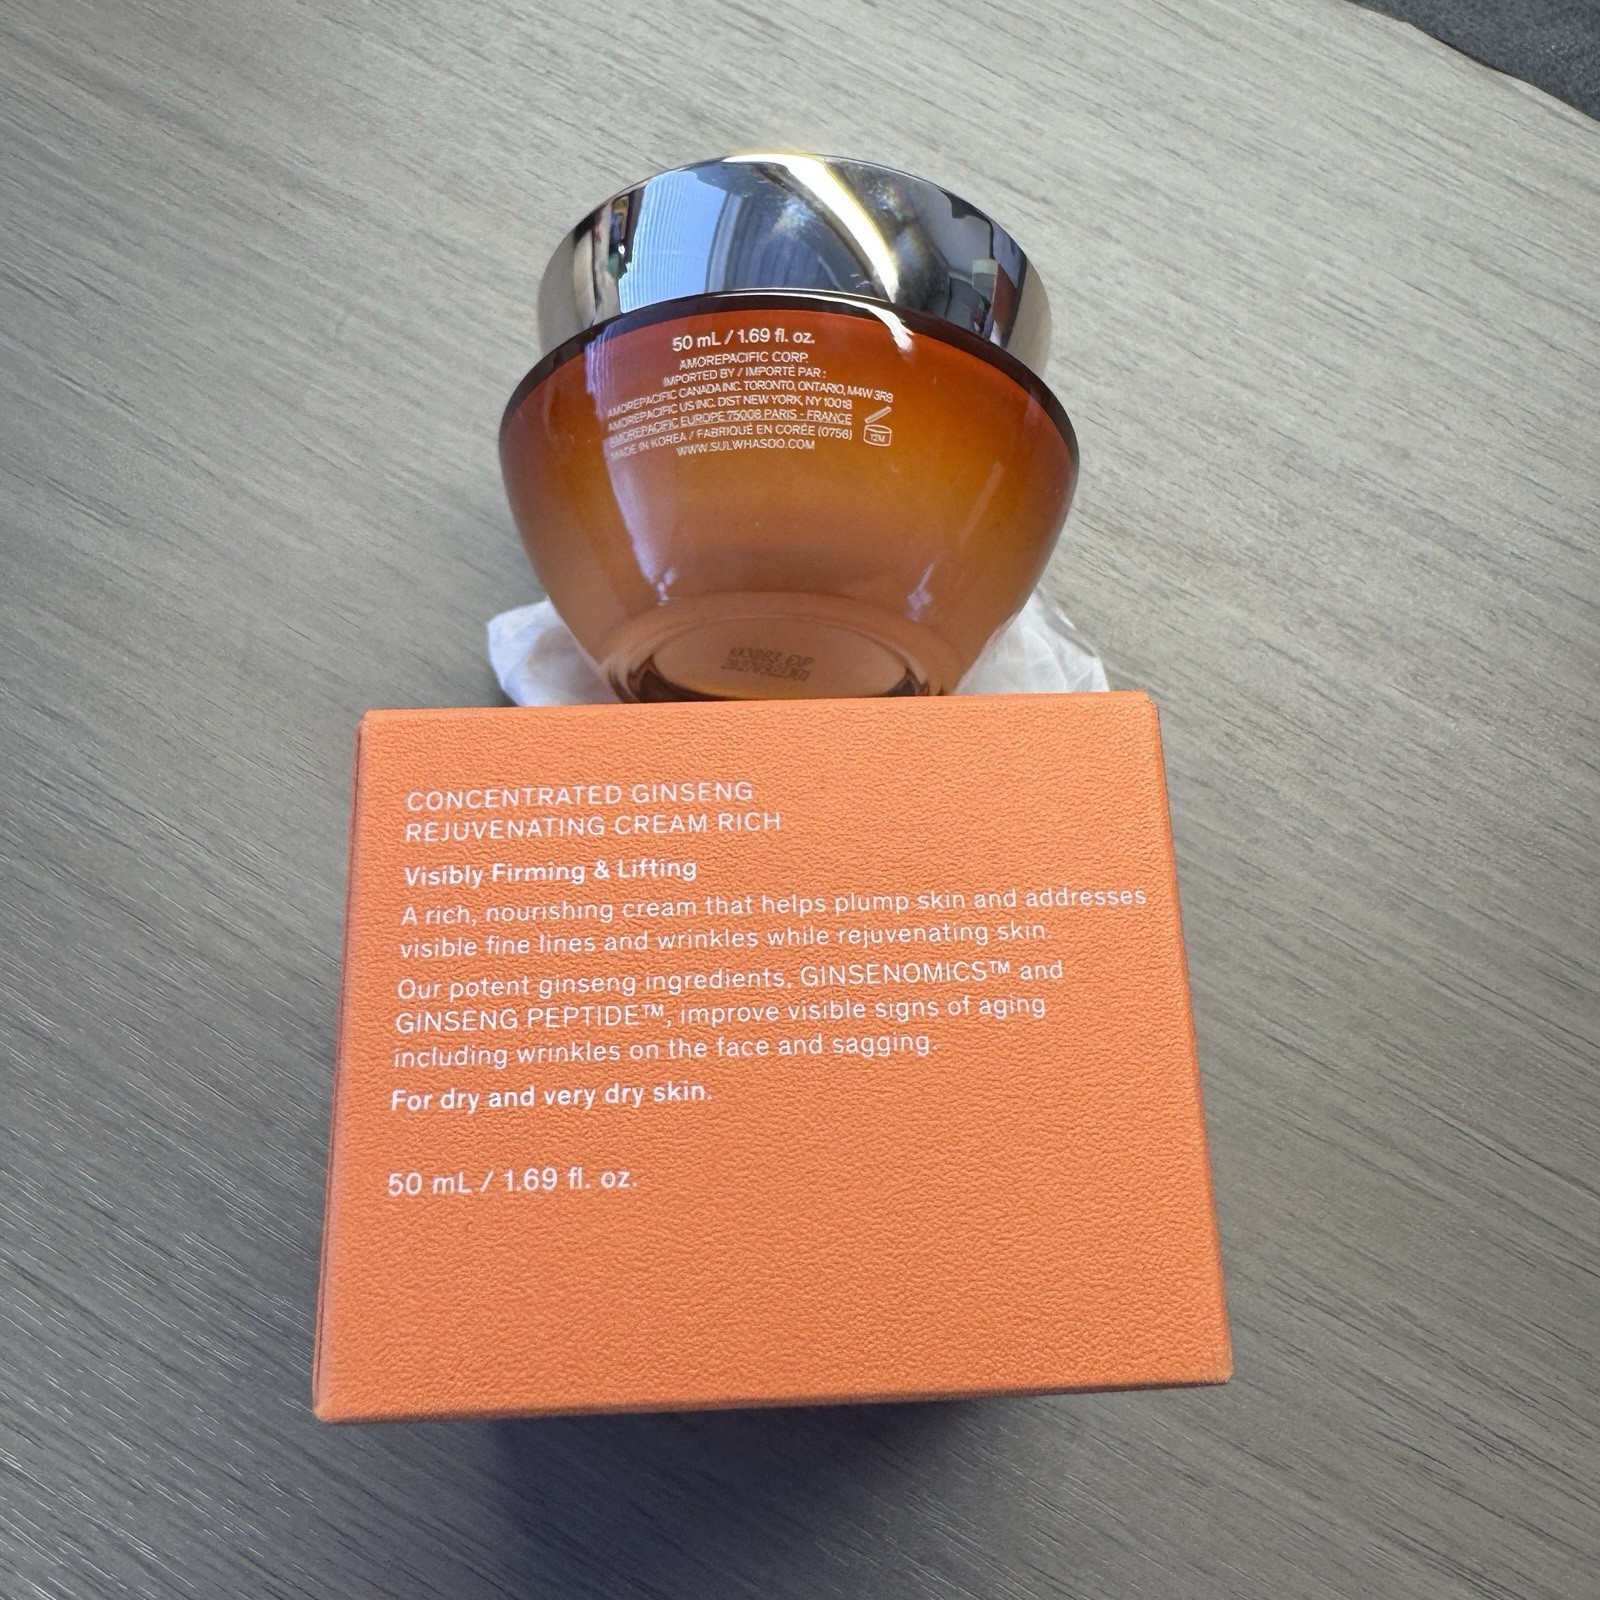 50 mL / 1.69 fl. oz.
AMOREPACIFIC CORP.
IMPORTED BY / IMPORTÉ PAR :
AMOREPACIFIC CANADA INC. TORONTO, ONTARIO, M4W 3R8
AMOREPACIFIC US INC. DIST NEW YORK, NY 10018
AMOREPACIFIC EUROPE 75008 PARIS - FRANCE
MADE IN KOREA / FABRIQUÉ EN CORÉE (0756)
WWW.SULWHASOO.COM
12M
CONCENTRATED GINSENG
REJUVENATING CREAM RICH
Visibly Firming & Lifting
A rich, nourishing cream that helps plump skin and addresses
visible fine lines and wrinkles while rejuvenating skin.
Our potent ginseng ingredients, GINSENOMICS™ and
GINSENG PEPTIDE™, improve visible signs of aging
including wrinkles on the face and sagging.
For dry and very dry skin.
50 mL / 1.69 fl. oz.